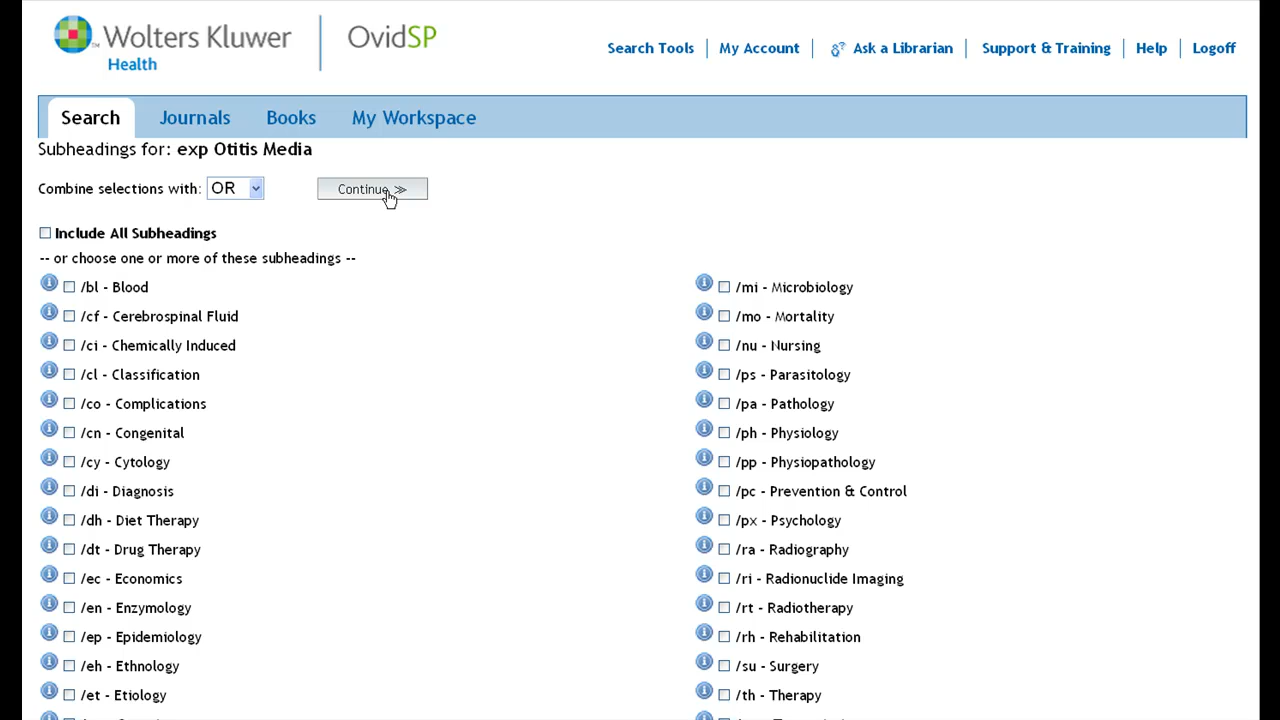 Wolters Kluwer
Health
OvidSP
Search Tools
My Account
Ask a Librarian
Support & Training
Help
Logoff
Search
Journals
Books
My Workspace
Subheadings for: exp Otitis Media
Combine selections with: OR
Continue ≫
Include All Subheadings
-- or choose one or more of these subheadings --
/bl - Blood
/cf - Cerebrospinal Fluid
/ci - Chemically Induced
/cl - Classification
/co - Complications
/cn - Congenital
/cy - Cytology
/di - Diagnosis
/dh - Diet Therapy
/dt - Drug Therapy
/ec - Economics
/en - Enzymology
/ep - Epidemiology
/eh - Ethnology
/et - Etiology
/mi - Microbiology
/mo - Mortality
/nu - Nursing
/ps - Parasitology
/pa - Pathology
/ph - Physiology
/pp - Physiopathology
/pc - Prevention & Control
/px - Psychology
/ra - Radiography
/ri - Radionuclide Imaging
/rt - Radiotherapy
/rh - Rehabilitation
/su - Surgery
/th - Therapy